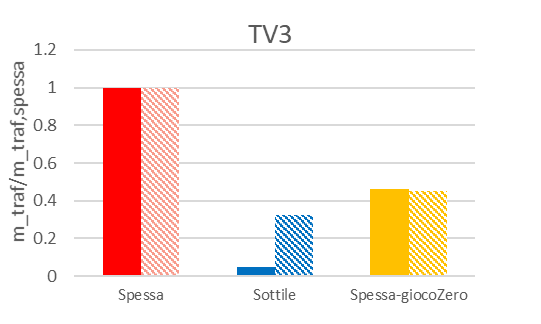 TV3
m_traf/m_traf,spessa
1.2
1
0.8
0.6
0.4
0.2
0
Spessa
Sottile
Spessa-giocoZero